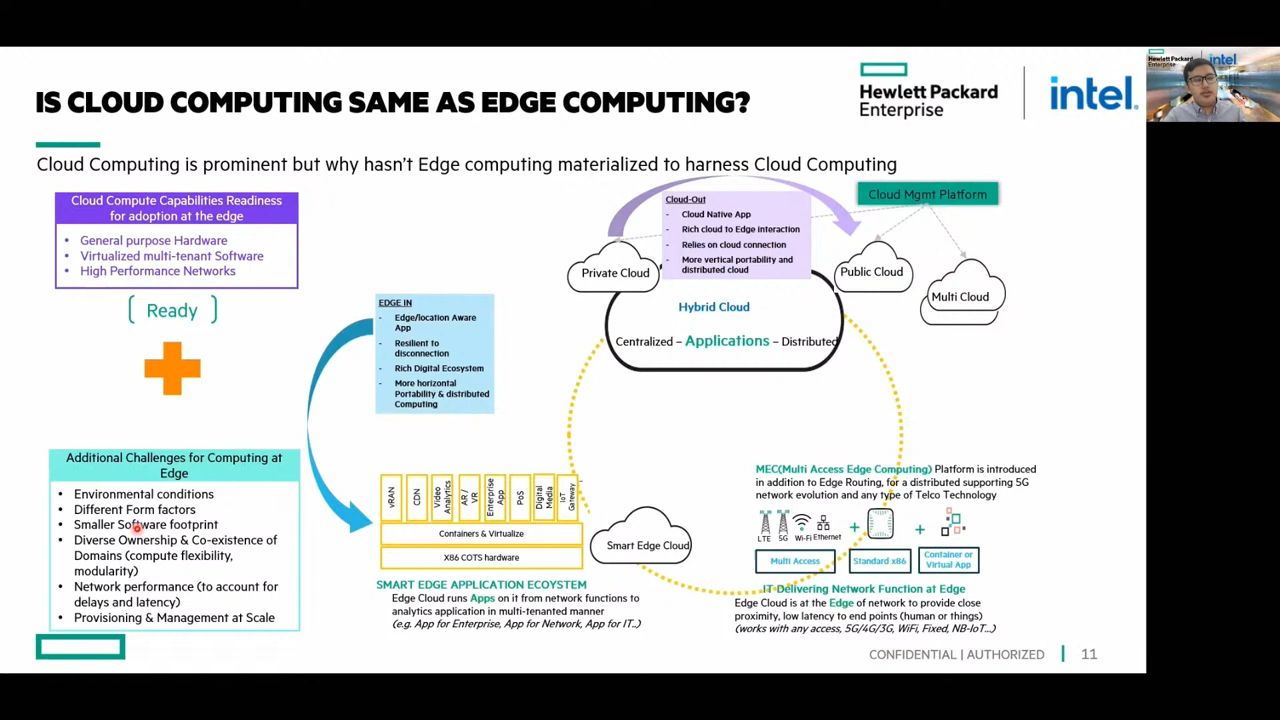 IS CLOUD COMPUTING SAME AS EDGE COMPUTING?
Hewlett Packard
Enterprise
intel.
Hewlett Packard
Enterprise
intel
Cloud Computing is prominent but why hasn't Edge computing materialized to harness Cloud Computing
Cloud Compute Capabilities Readiness
for adoption at the edge
• General purpose Hardware
• Virtualized multi-tenant Software
• High Performance Networks
[ Ready ]
Additional Challenges for Computing at
Edge
• Environmental conditions
• Different Form factors
• Smaller Software footprint
• Diverse Ownership & Co-existence of
Domains (compute flexibility,
modularity)
• Network performance (to account for
delays and latency)
• Provisioning & Management at Scale
EDGE IN
- Edge/location Aware
App
- Resilient to
disconnection
- Rich Digital Ecosystem
- More horizontal
Portability & distributed
Computing
Cloud-Out
- Cloud Native App
- Rich cloud to Edge interaction
- Relies on cloud connection
- More vertical portability and
distributed cloud
Cloud Mgmt Platform
Private Cloud
Public Cloud
Multi Cloud
Hybrid Cloud
Centralized – Applications – Distributed
vRAN
CDN
Video
Analytics
AR /
VR
Enterprise
App
PoS
Digital
Media
IoT
Gateway
Containers & Virtualize
X86 COTS hardware
Smart Edge Cloud
SMART EDGE APPLICATION ECOSYSTEM
Edge Cloud runs Apps on it from network functions to
analytics application in multi-tenanted manner
(e.g. App for Enterprise, App for Network, App for IT..)
MEC(Multi Access Edge Computing) Platform is introduced
in addition to Edge Routing, for a distributed supporting 5G
network evolution and any type of Telco Technology
LTE 5G Wi-Fi Ethernet
+
+
Multi Access
Standard x86
Container or
Virtual App
IT Delivering Network Function at Edge
Edge Cloud is at the Edge of network to provide close
proximity, low latency to end points (human or things)
(works with any access, 5G/4G/3G, WiFi, Fixed, NB-IoT...)
CONFIDENTIAL | AUTHORIZED
11